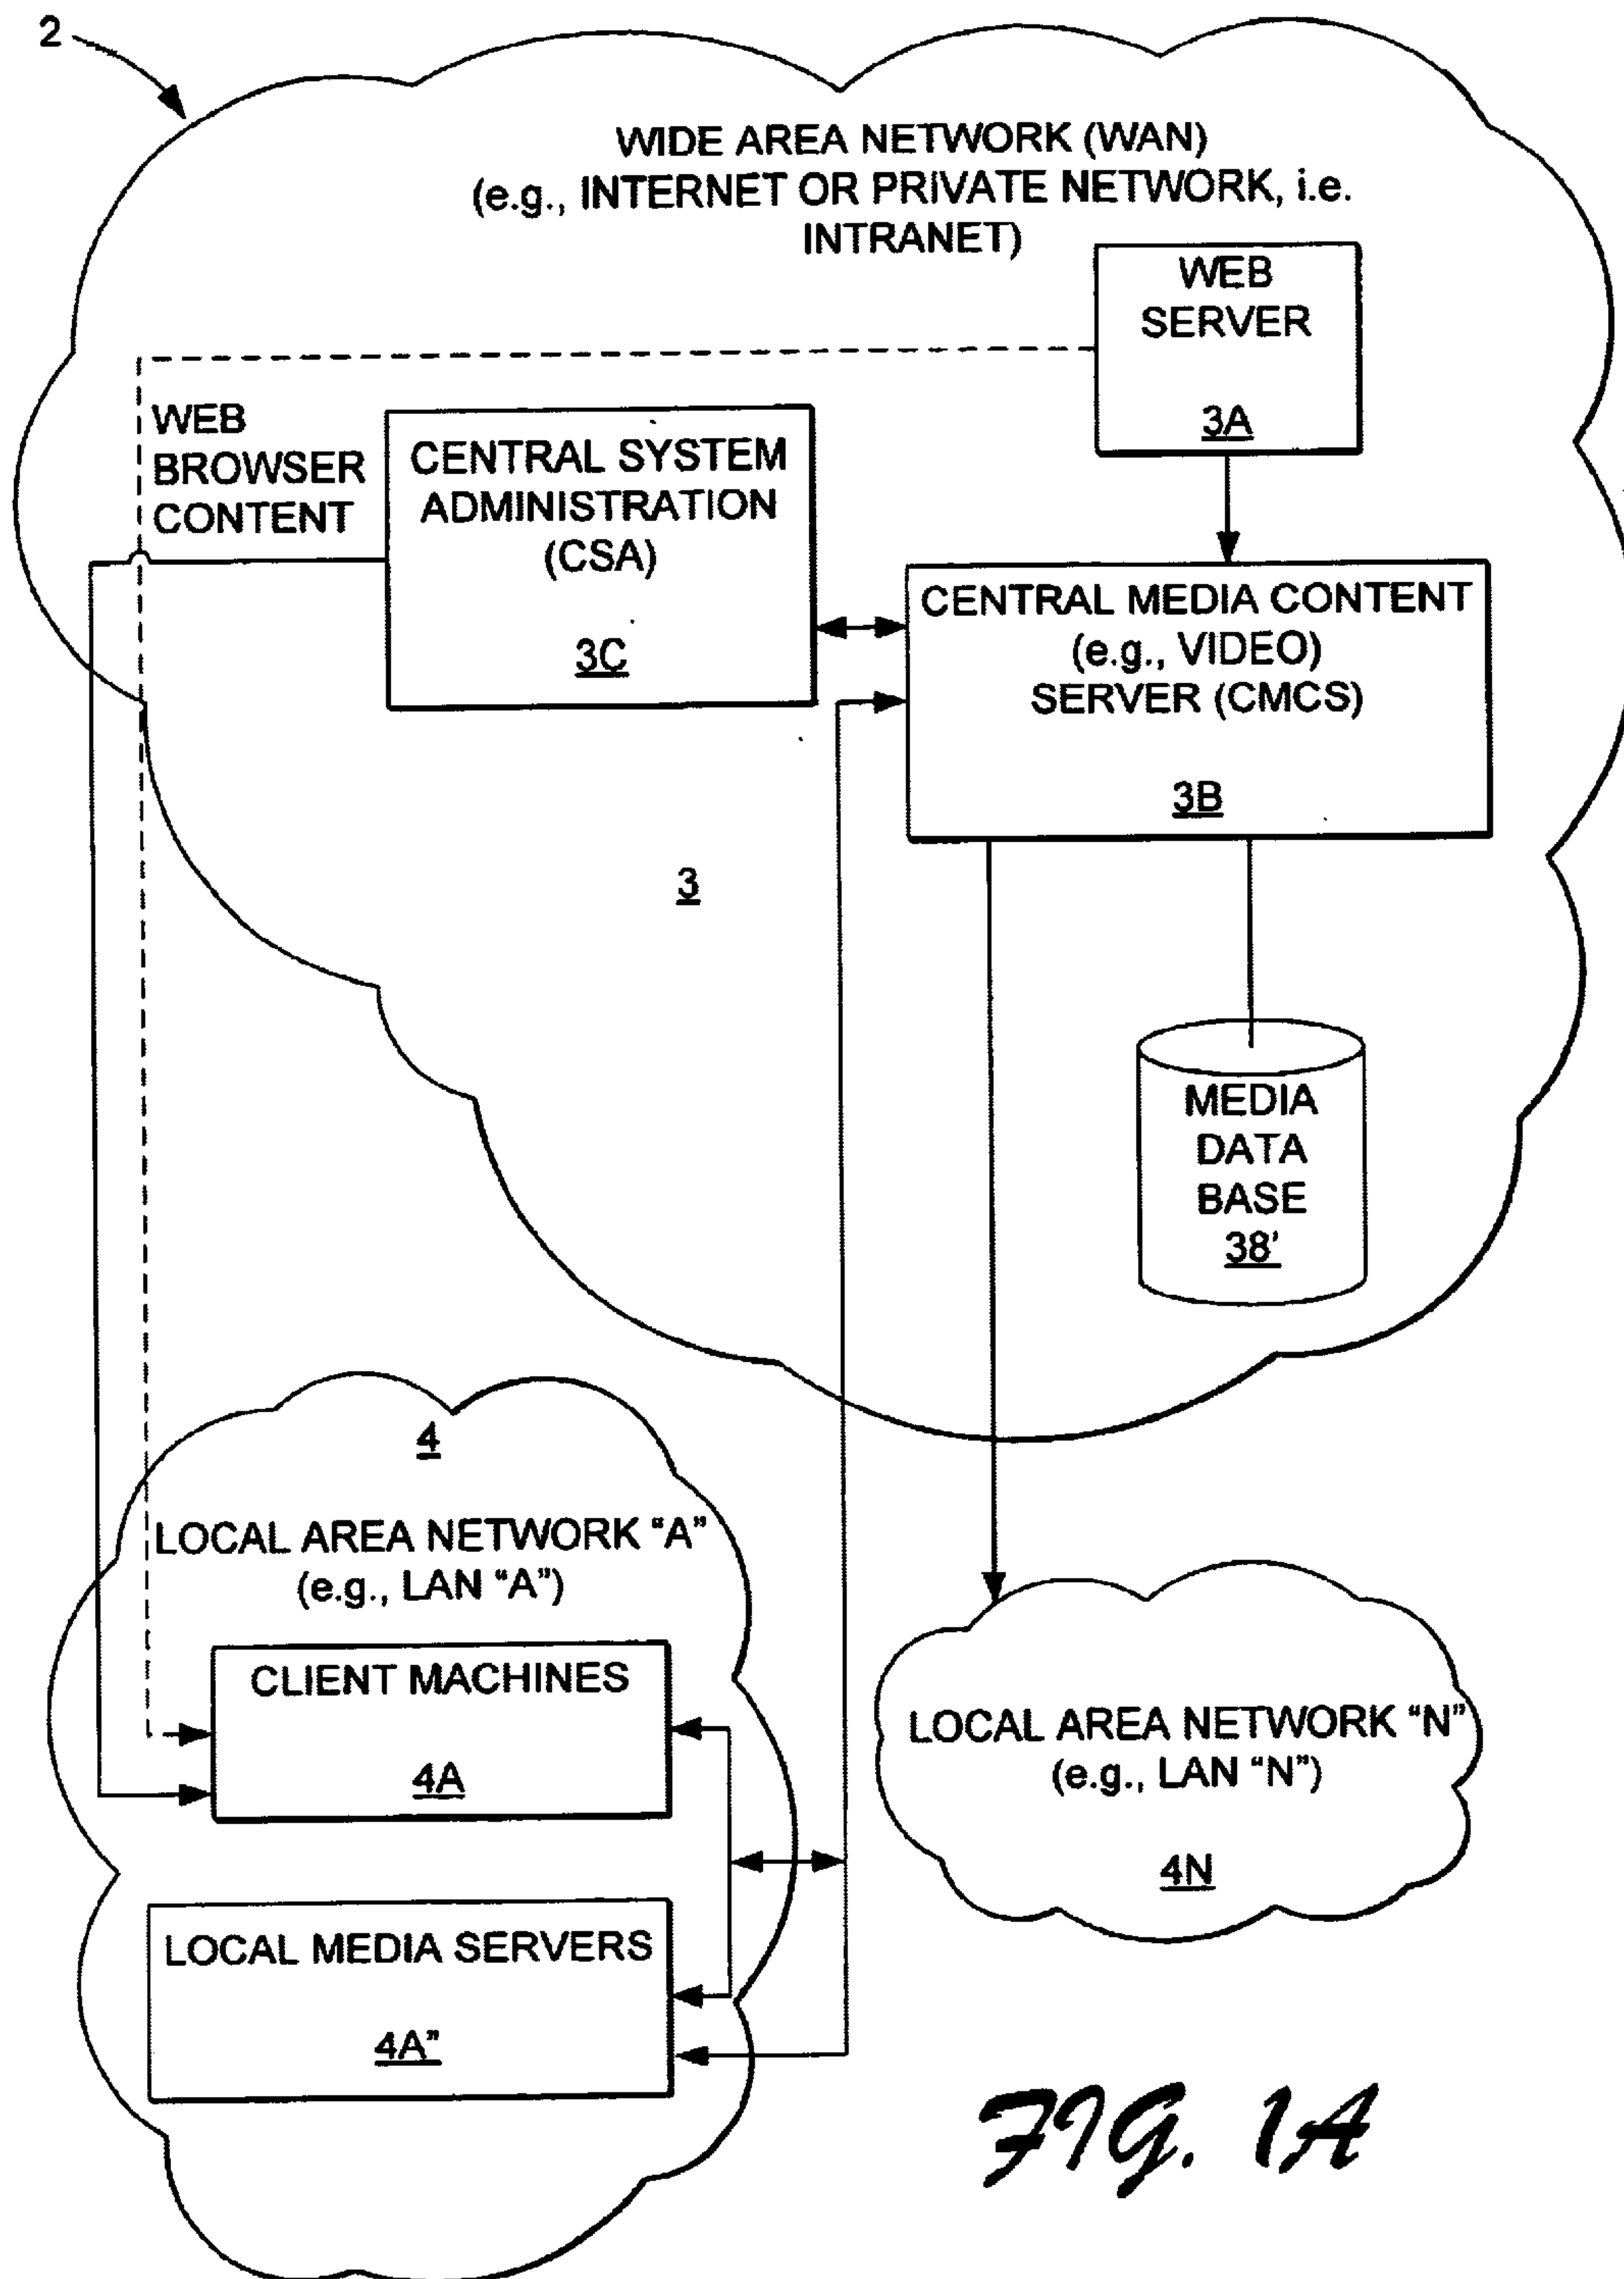 2
WIDE AREA NETWORK (WAN)
(e.g., INTERNET OR PRIVATE NETWORK, i.e.
INTRANET)
WEB
SERVER
3A
WEB
BROWSER
CONTENT
CENTRAL SYSTEM
ADMINISTRATION
(CSA)
3C
CENTRAL MEDIA CONTENT
(e.g., VIDEO)
SERVER (CMCS)
3B
3
MEDIA
DATA
BASE
38'
4
LOCAL AREA NETWORK "A"
(e.g., LAN "A")
CLIENT MACHINES
4A
LOCAL MEDIA SERVERS
4A"
LOCAL AREA NETWORK "N"
(e.g., LAN "N")
4N
FIG. 1A